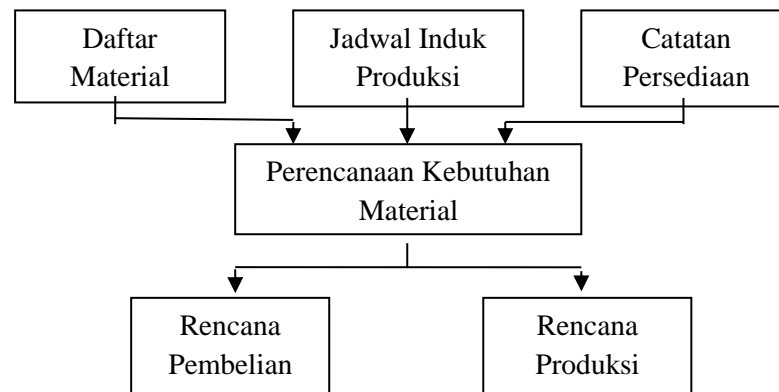 Daftar
Material
Jadwal Induk
Produksi
Catatan
Persediaan
Perencanaan Kebutuhan
Material
Rencana
Pembelian
Rencana
Produksi